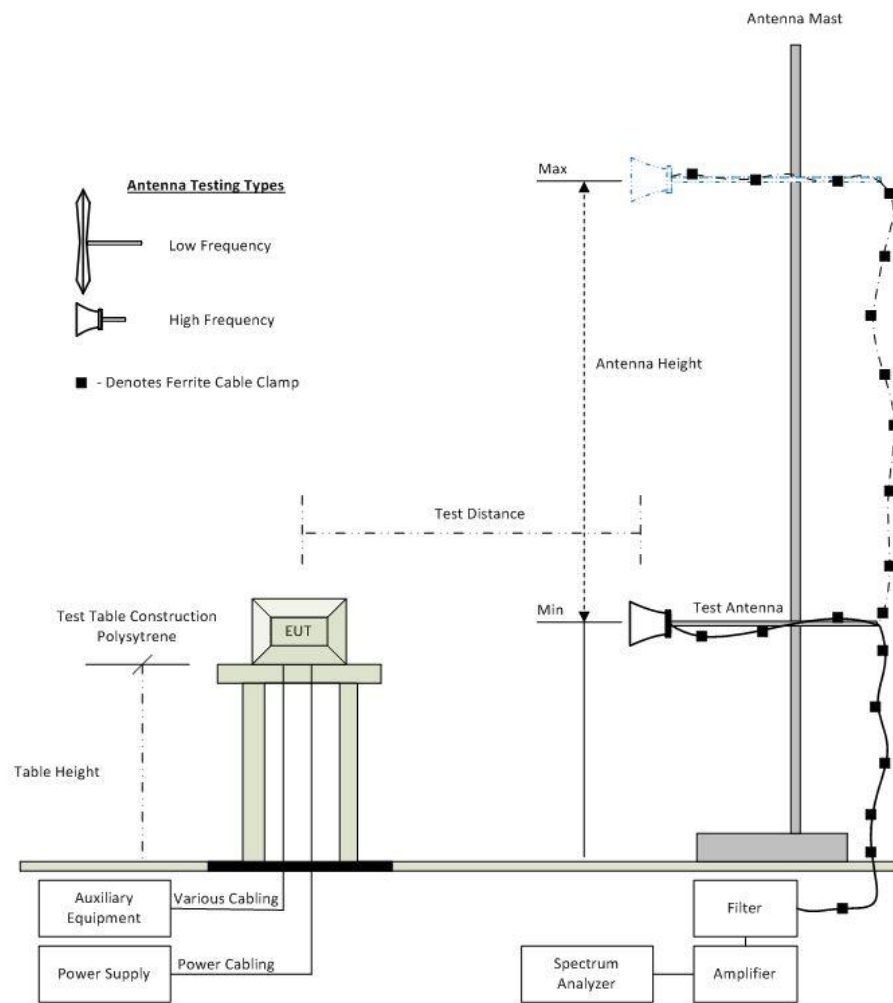 Antenna Mast
Max
Antenna Testing Types
Low Frequency
High Frequency
- Denotes Ferrite Cable Clamp
Antenna Height
Test Distance
Min
Test Antenna
Test Table Construction
Polysytrene
EUT
Table Height
Auxiliary
Equipment
Various Cabling
Filter
Power Supply
Power Cabling
Spectrum
Analyzer
Amplifier